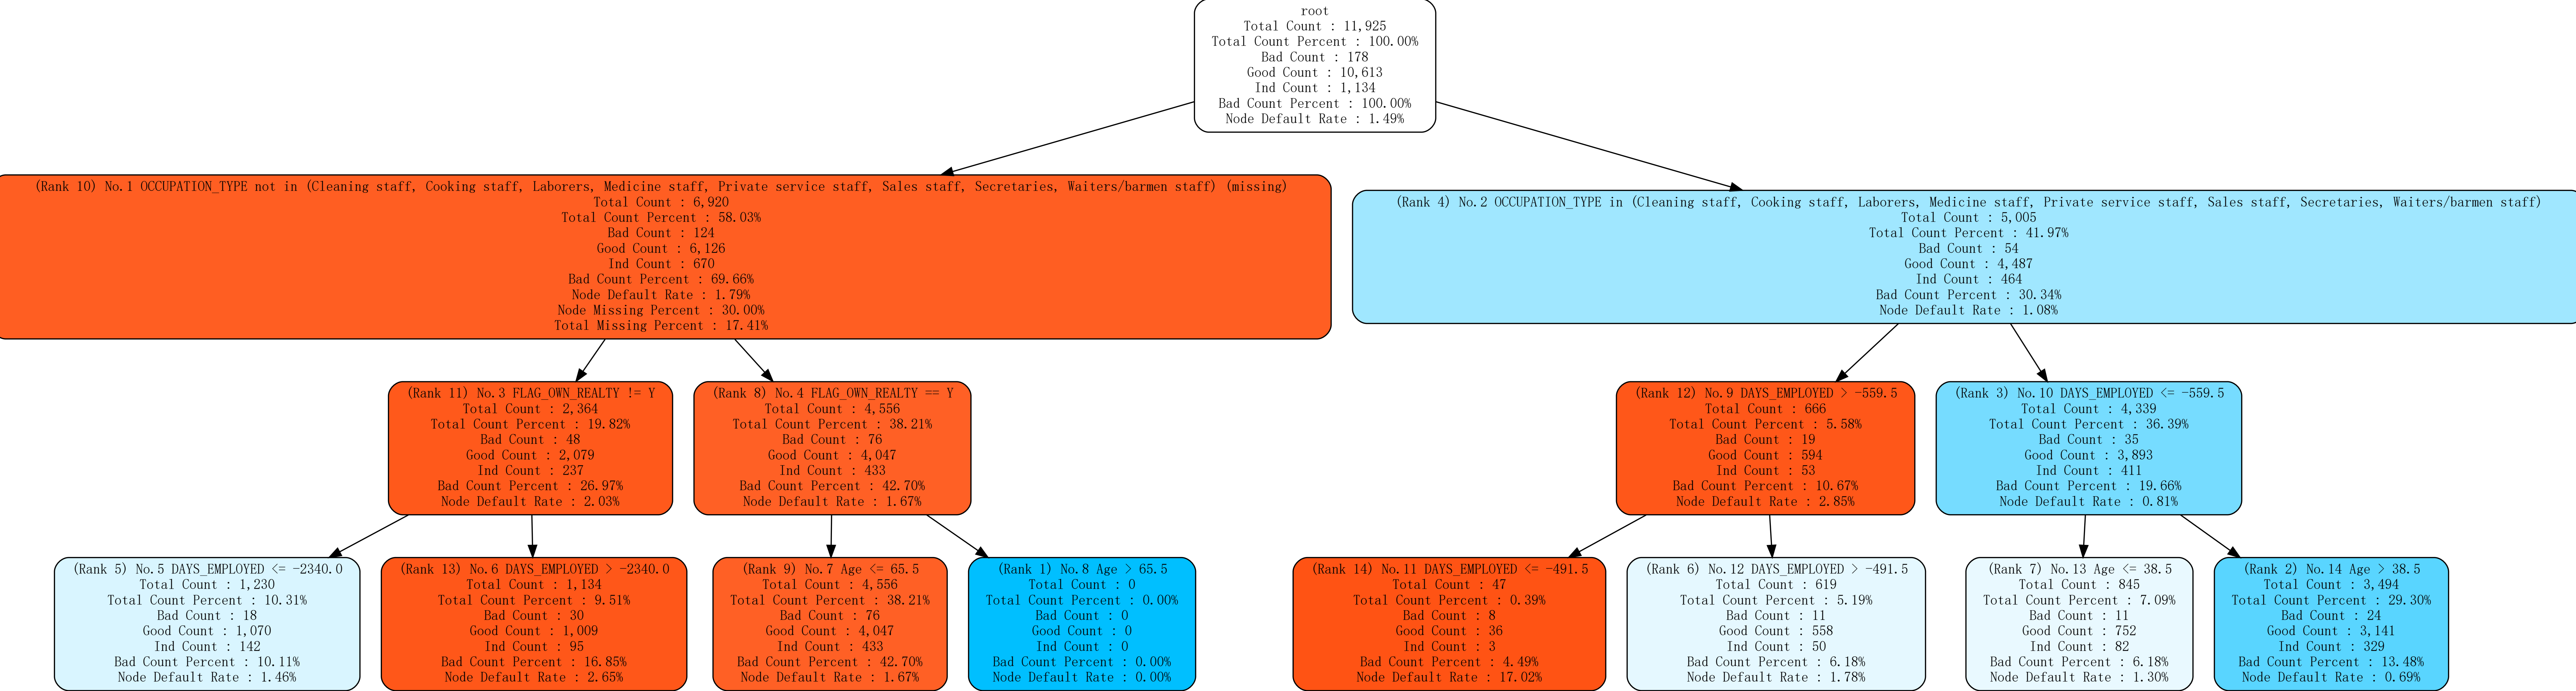 root
Total Count : 11,925
Total Count Percent : 100.00%
Bad Count : 178
Good Count : 10,613
Ind Count : 1,134
Bad Count Percent : 100.00%
Node Default Rate : 1.49%
(Rank 10) No.1 OCCUPATION_TYPE not in (Cleaning staff, Cooking staff, Laborers, Medicine staff, Private service staff, Sales staff, Secretaries, Waiters/barmen staff) (missing)
Total Count : 6,920
Total Count Percent : 58.03%
Bad Count : 124
Good Count : 6,126
Ind Count : 670
Bad Count Percent : 69.66%
Node Default Rate : 1.79%
Node Missing Percent : 30.00%
Total Missing Percent : 17.41%
(Rank 4) No.2 OCCUPATION_TYPE in (Cleaning staff, Cooking staff, Laborers, Medicine staff, Private service staff, Sales staff, Secretaries, Waiters/barmen staff)
Total Count : 5,005
Total Count Percent : 41.97%
Bad Count : 54
Good Count : 4,487
Ind Count : 464
Bad Count Percent : 30.34%
Node Default Rate : 1.08%
(Rank 11) No.3 FLAG_OWN_REALTY != Y
Total Count : 2,364
Total Count Percent : 19.82%
Bad Count : 48
Good Count : 2,079
Ind Count : 237
Bad Count Percent : 26.97%
Node Default Rate : 2.03%
(Rank 8) No.4 FLAG_OWN_REALTY == Y
Total Count : 4,556
Total Count Percent : 38.21%
Bad Count : 76
Good Count : 4,047
Ind Count : 433
Bad Count Percent : 42.70%
Node Default Rate : 1.67%
(Rank 12) No.9 DAYS_EMPLOYED > -559.5
Total Count : 666
Total Count Percent : 5.58%
Bad Count : 19
Good Count : 594
Ind Count : 53
Bad Count Percent : 10.67%
Node Default Rate : 2.85%
(Rank 3) No.10 DAYS_EMPLOYED <= -559.5
Total Count : 4,339
Total Count Percent : 36.39%
Bad Count : 35
Good Count : 3,893
Ind Count : 411
Bad Count Percent : 19.66%
Node Default Rate : 0.81%
(Rank 5) No.5 DAYS_EMPLOYED <= -2340.0
Total Count : 1,230
Total Count Percent : 10.31%
Bad Count : 18
Good Count : 1,070
Ind Count : 142
Bad Count Percent : 10.11%
Node Default Rate : 1.46%
(Rank 13) No.6 DAYS_EMPLOYED > -2340.0
Total Count : 1,134
Total Count Percent : 9.51%
Bad Count : 30
Good Count : 1,009
Ind Count : 95
Bad Count Percent : 16.85%
Node Default Rate : 2.65%
(Rank 9) No.7 Age <= 65.5
Total Count : 4,556
Total Count Percent : 38.21%
Bad Count : 76
Good Count : 4,047
Ind Count : 433
Bad Count Percent : 42.70%
Node Default Rate : 1.67%
(Rank 1) No.8 Age > 65.5
Total Count : 0
Total Count Percent : 0.00%
Bad Count : 0
Good Count : 0
Ind Count : 0
Bad Count Percent : 0.00%
Node Default Rate : 0.00%
(Rank 14) No.11 DAYS_EMPLOYED <= -491.5
Total Count : 47
Total Count Percent : 0.39%
Bad Count : 8
Good Count : 36
Ind Count : 3
Bad Count Percent : 4.49%
Node Default Rate : 17.02%
(Rank 6) No.12 DAYS_EMPLOYED > -491.5
Total Count : 619
Total Count Percent : 5.19%
Bad Count : 11
Good Count : 558
Ind Count : 50
Bad Count Percent : 6.18%
Node Default Rate : 1.78%
(Rank 7) No.13 Age <= 38.5
Total Count : 845
Total Count Percent : 7.09%
Bad Count : 11
Good Count : 752
Ind Count : 82
Bad Count Percent : 6.18%
Node Default Rate : 1.30%
(Rank 2) No.14 Age > 38.5
Total Count : 3,494
Total Count Percent : 29.30%
Bad Count : 24
Good Count : 3,141
Ind Count : 329
Bad Count Percent : 13.48%
Node Default Rate : 0.69%